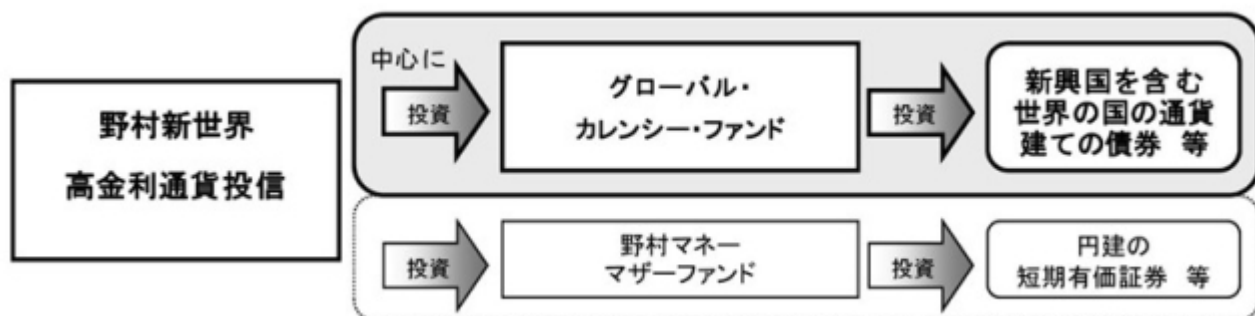 野村新世界
高金利通貨投信
中心に
投資
グローバル・
カレンシー・ファンド
投資
新興国を含む
世界の国の通貨
建ての債券 等
投資
野村マネー
マザーファンド
投資
円建の
短期有価証券 等